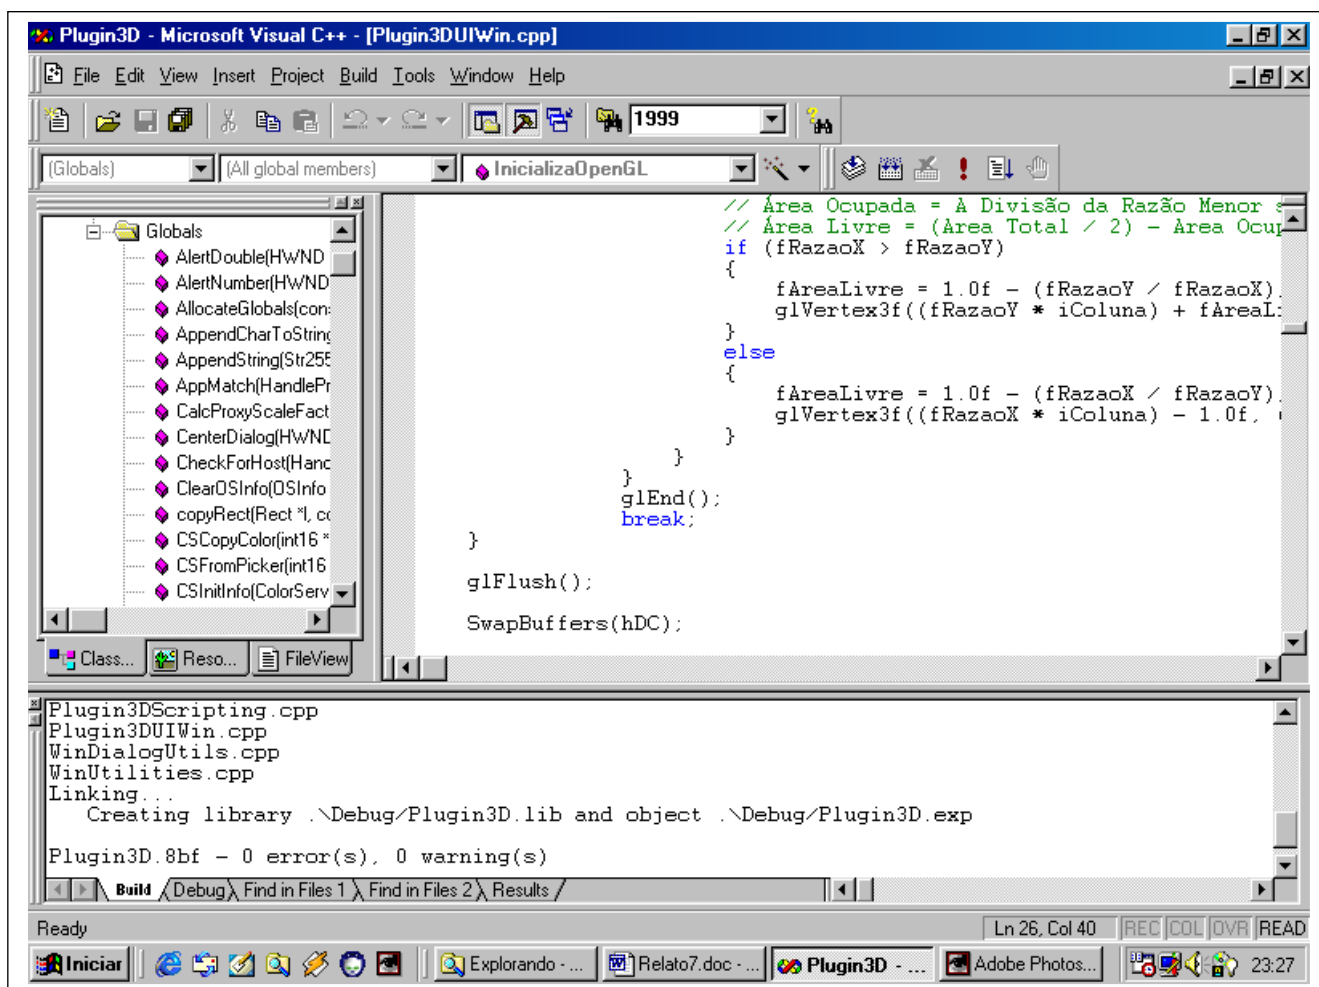 Plugin3D - Microsoft Visual C++ - [Plugin3DUIWin.cpp]
File Edit View Insert Project Build Tools Window Help
1999
(Globals) (All global members) InicializaOpenGL
Globals
AlertDouble(HWND
AlertNumber(HWND
AllocateGlobals(con
AppendCharToString
AppendString(Str255
AppMatch(HandlePr
CalcProxyScaleFact
CenterDialog(HWND
CheckForHost(Hand
ClearOSInfo(OSInfo
copyRect(Rect *l, co
CSCopyColor(int16 *
CSFromPicker(int16
CSInitInfo(ColorServ
Class... Reso... FileView
// Área Ocupada = A Divisão da Razão Menor
// Área Livre = (Área Total / 2) - Área Ocup
if (fRazaoX > fRazaoY)
{
fAreaLivre = 1.0f - (fRazaoY / fRazaoX)
glVertex3f((fRazaoY * iColuna) + fAreaL
}
else
{
fAreaLivre = 1.0f - (fRazaoX / fRazaoY)
glVertex3f((fRazaoX * iColuna) - 1.0f,
}
}
}
glEnd();
break;
}
glFlush();
SwapBuffers(hDC);
Plugin3DScripting.cpp
Plugin3DUIWin.cpp
WinDialogUtils.cpp
WinUtilities.cpp
Linking...
Creating library .\Debug/Plugin3D.lib and object .\Debug/Plugin3D.exp
Plugin3D.8bf - 0 error(s), 0 warning(s)
Build Debug Find in Files 1 Find in Files 2 Results
Ready Ln 26, Col 40 REC COL OVR READ
Iniciar Explorando - ... Relato7.doc - ... Plugin3D - ... Adobe Photos... 23:27